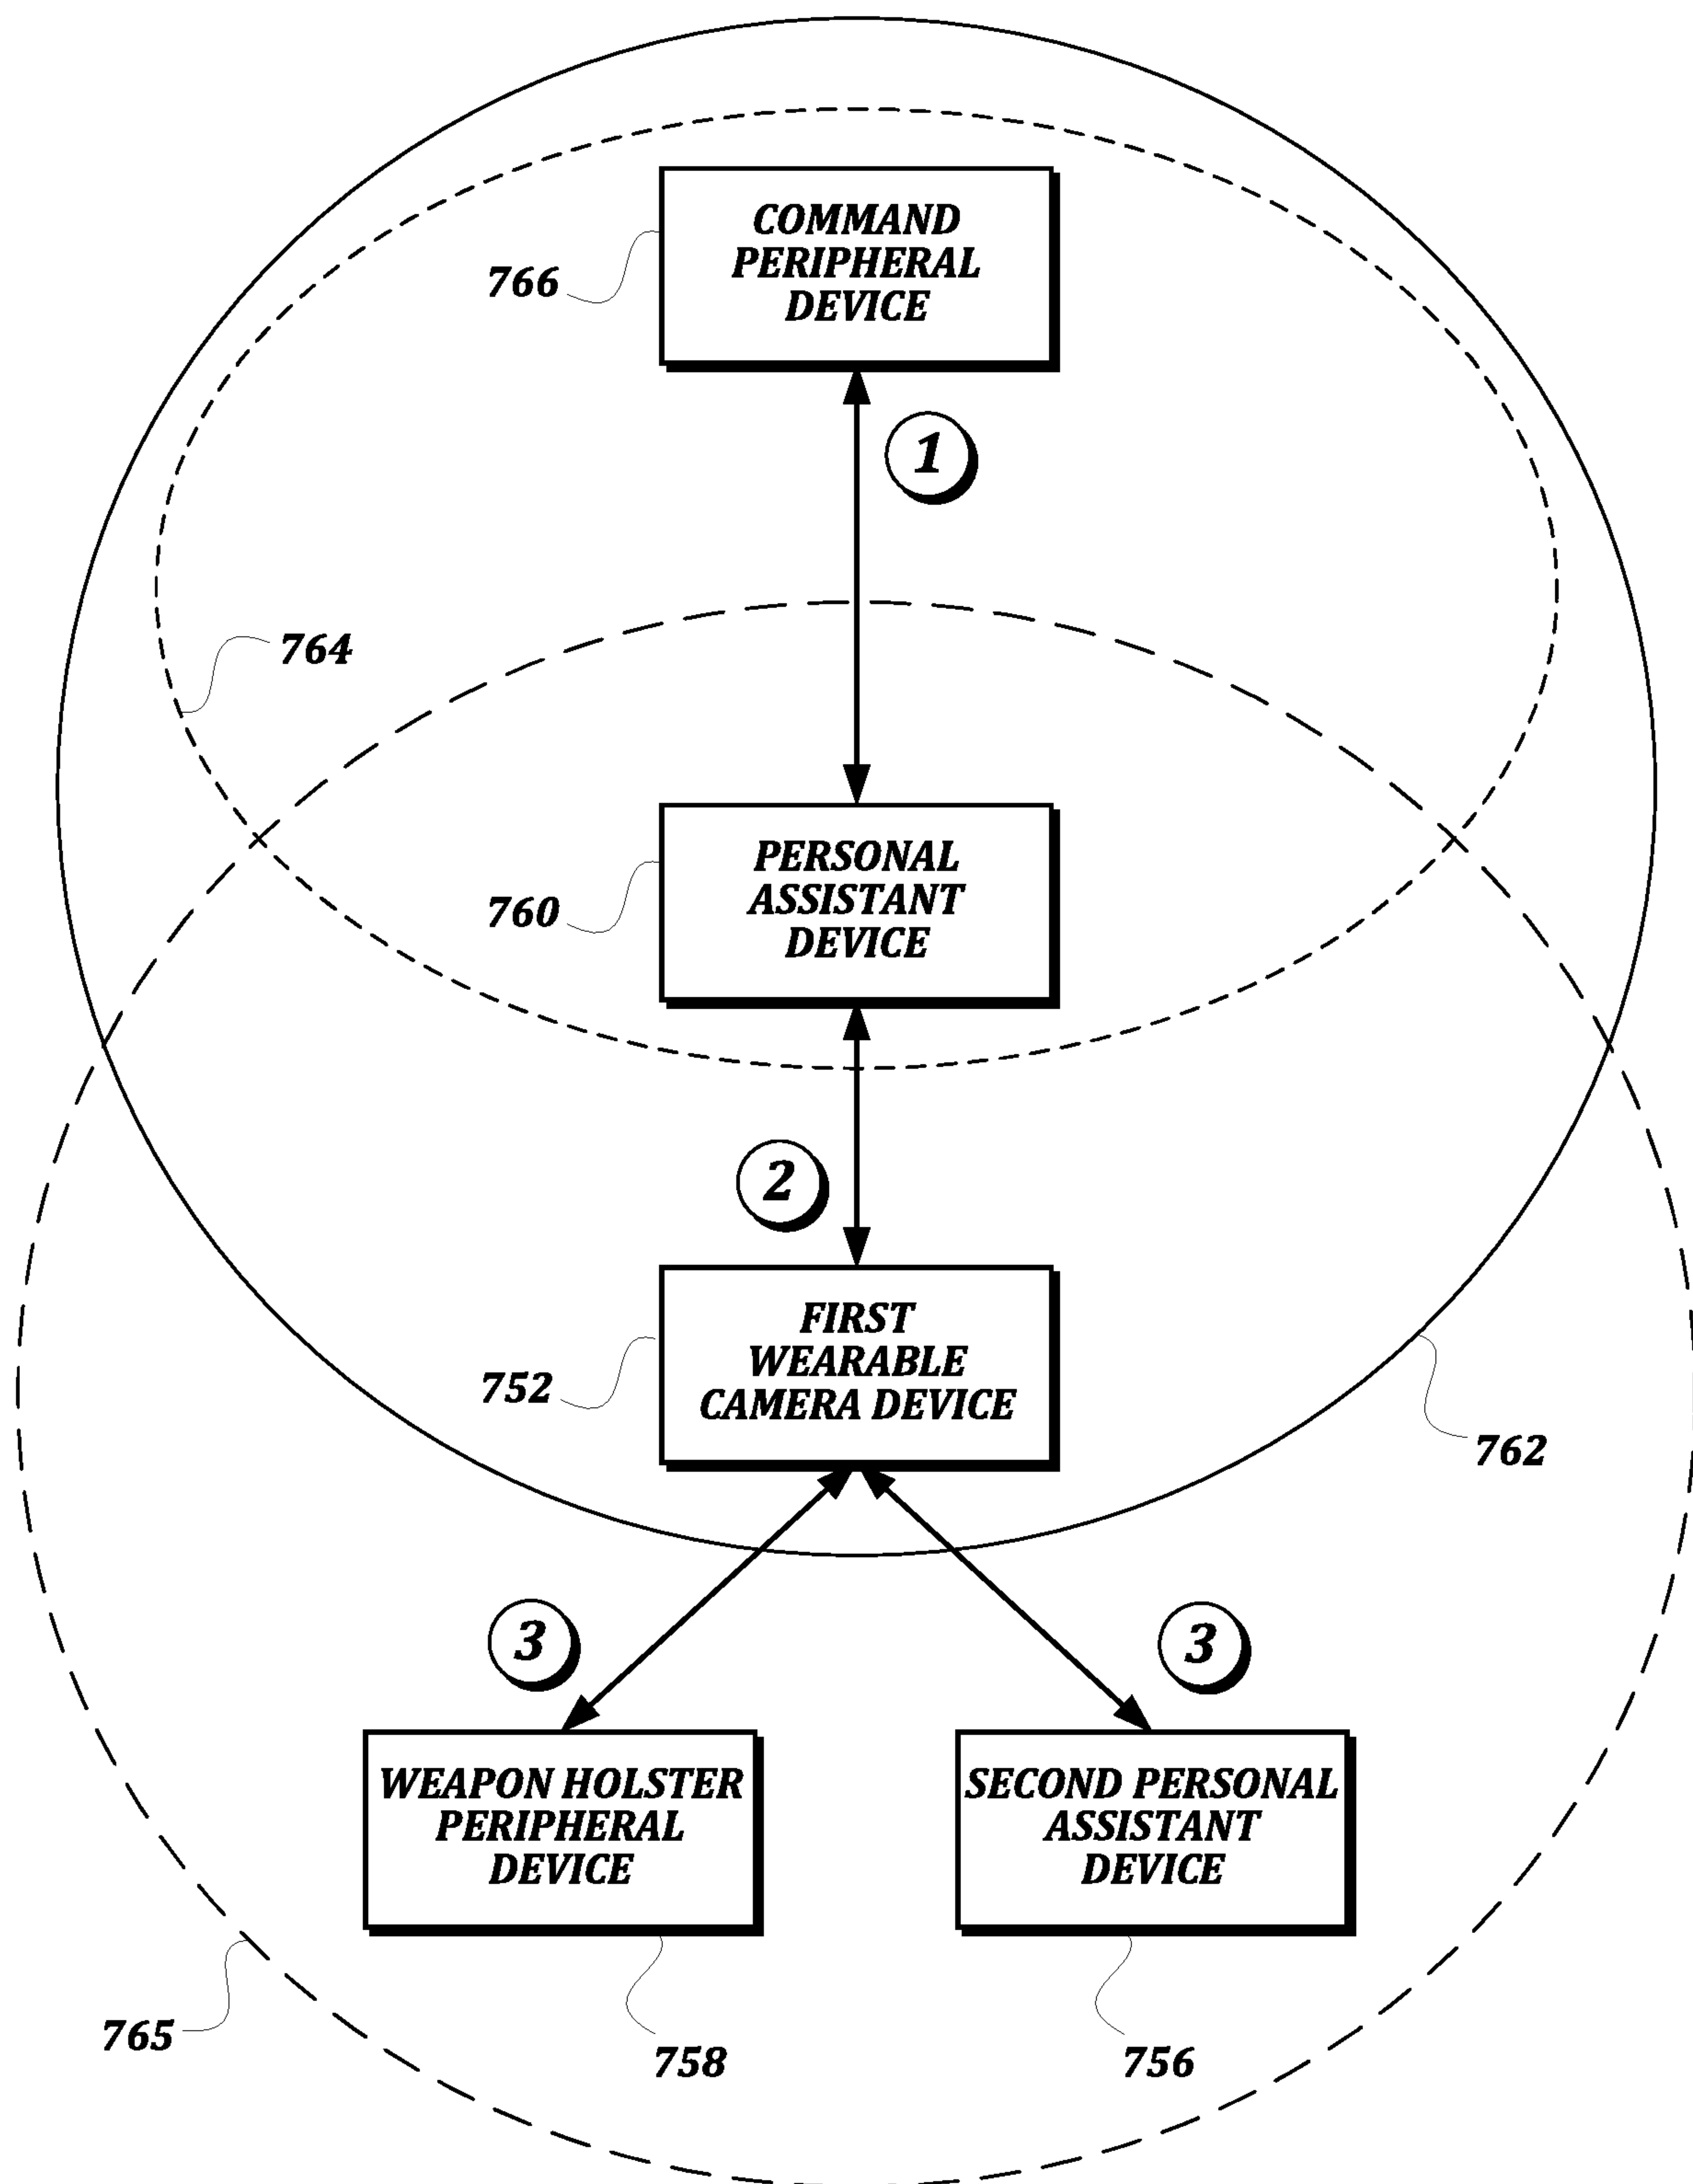 COMMAND
PERIPHERAL
DEVICE
766
1
764
PERSONAL
ASSISTANT
DEVICE
760
2
FIRST
WEARABLE
CAMERA DEVICE
752
762
3
3
WEAPON HOLSTER
PERIPHERAL
DEVICE
SECOND PERSONAL
ASSISTANT
DEVICE
765
758
756